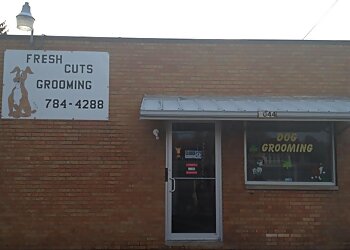 FRESH
CUTS
GROOMING
784-4288
DOG
GROOMING